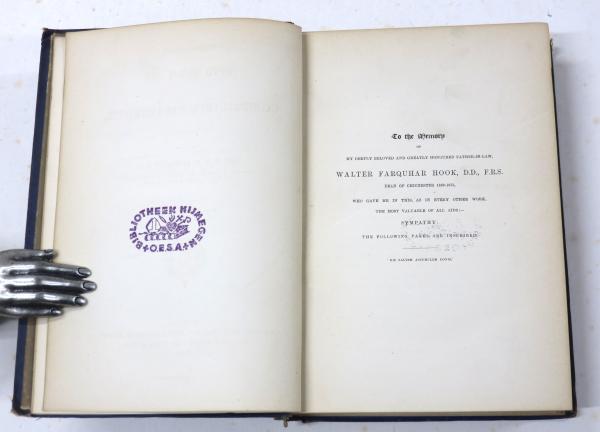 BIBLIOTHEEK NIJMEGEN
O.E.S.A.
To the Memory
OF
MY DEEPLY BELOVED AND GREATLY HONOURED FATHER-IN-LAW,
WALTER FARQUHAR HOOK, D.D., F.R.S.
DEAN OF CHICHESTER 1859-1875,
WHO GAVE ME IN THIS, AS IN EVERY OTHER WORK,
THE MOST VALUABLE OF ALL AIDS:—
SYMPATHY:
THE FOLLOWING PAGES ARE INSCRIBED.